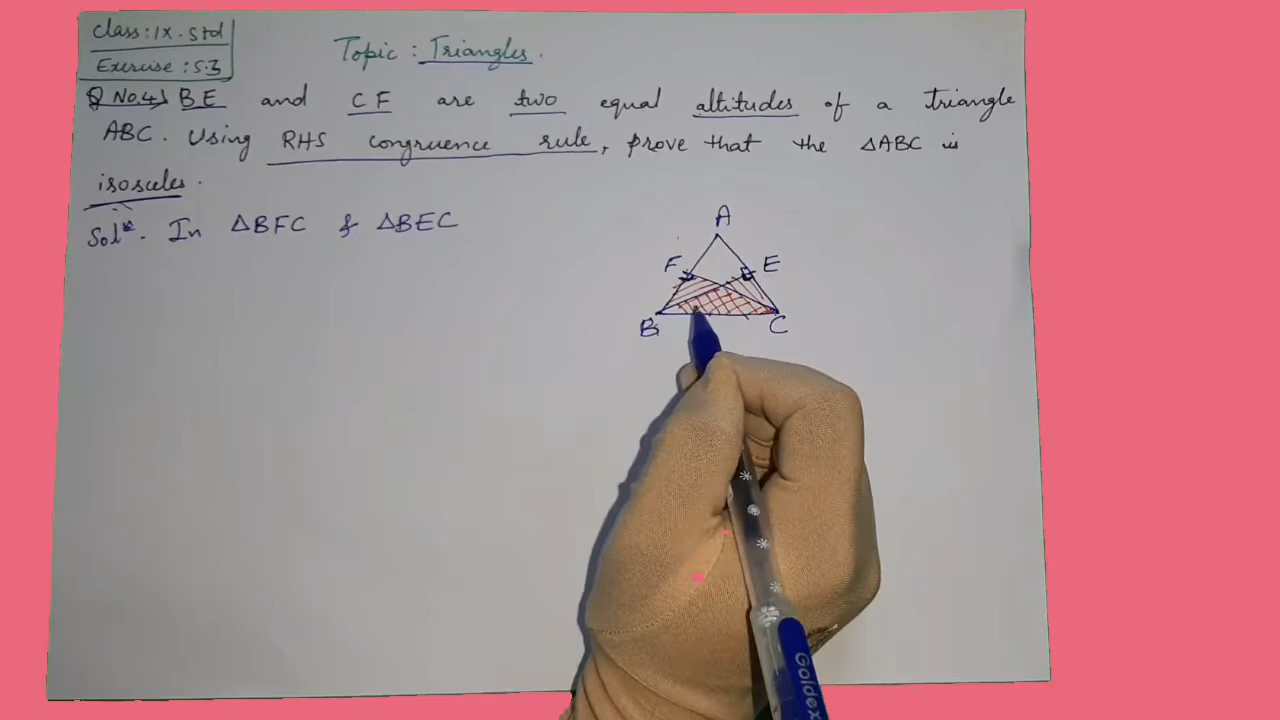 Class: IX. Std
Exercise: 5.3
Topic: Triangles.
Q No.4) BE and CF are two equal altitudes of a triangle
ABC. Using RHS congruence rule, prove that the ΔABC is
isosceles.
Solⁿ. In ΔBFC & ΔBEC
A
F E
B C
Goldex